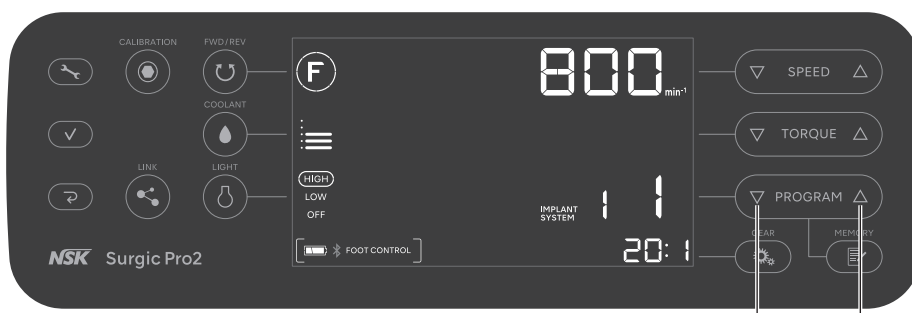 CALIBRATION
FWD/REV
F
800 min-1
SPEED
COOLANT
TORQUE
LINK
LIGHT
HIGH
LOW
OFF
IMPLANT
SYSTEM
1 1
PROGRAM
GEAR
MEMORY
FOOT CONTROL
20:1
NSK Surgic Pro2